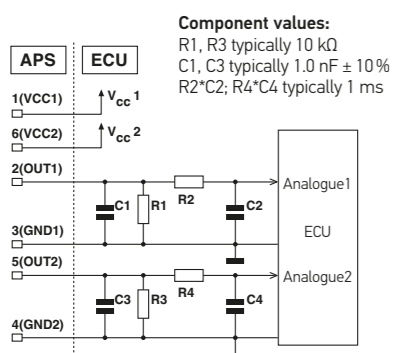 Component values:
R1, R3 typically 10 kΩ
C1, C3 typically 1.0 nF ± 10%
R2*C2; R4*C4 typically 1 ms
APS
ECU
1(VCC1)
Vcc 1
6(VCC2)
Vcc 2
2(OUT1)
Analogue1
R2
C1
R1
C2
ECU
3(GND1)
5(OUT2)
Analogue2
R4
C3
R3
C4
4(GND2)